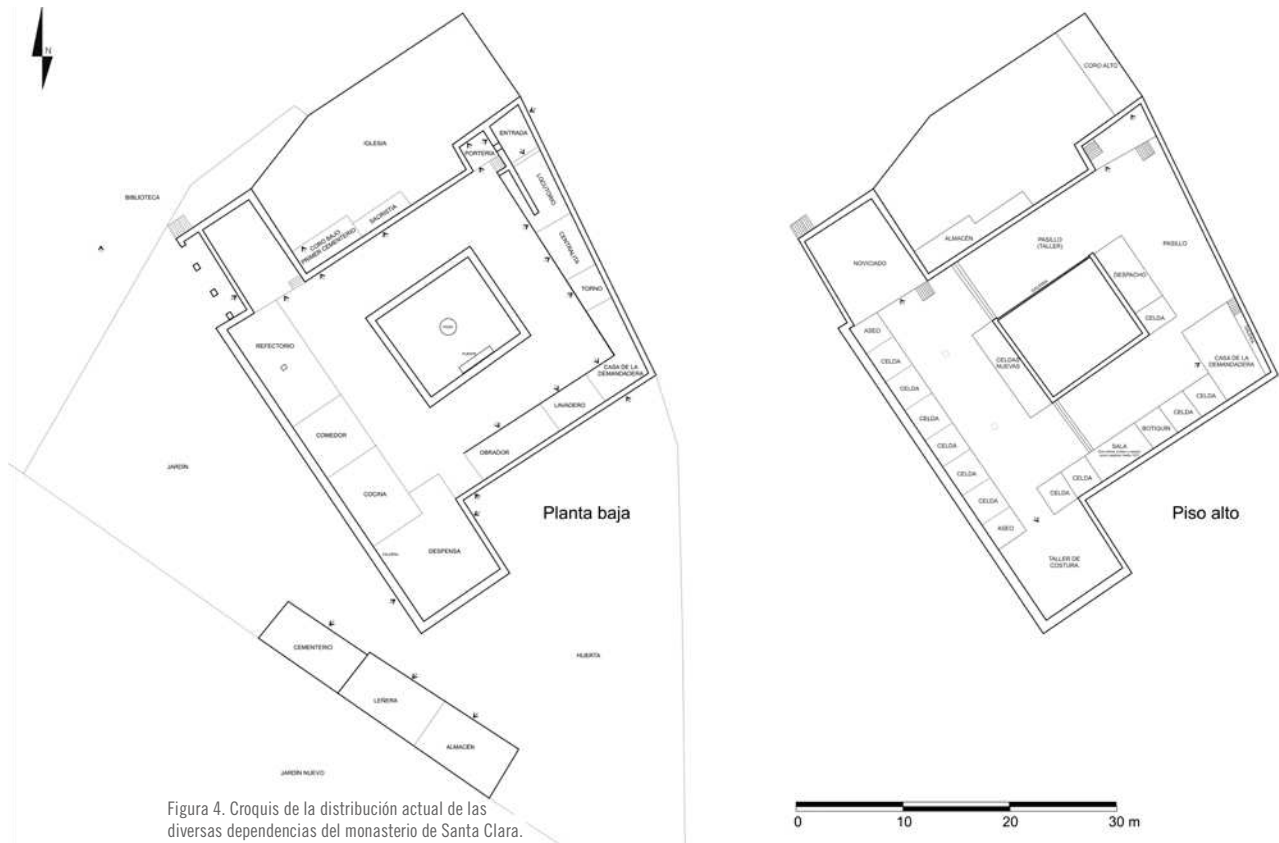 N
IGLESIA
ENTRADA
PORTERÍA
LOCUTORIO
BIBLIOTECA
SACRISTÍA
CORO BAJO
PRIMER CEMENTERIO
CENTRALITA
TORNO
POZO
REFECTORIO
CASA DE LA
DEMANDADERA
LAVADERO
COMEDOR
OBRADOR
JARDÍN
COCINA
Planta baja
DESPENSA
CEMENTERIO
HUERTA
LEÑERA
ALMACÉN
JARDÍN NUEVO
Figura 4. Croquis de la distribución actual de las
diversas dependencias del monasterio de Santa Clara.
CORO ALTO
ALMACÉN
PASILLO
(TALLER)
PASILLO
NOVICIADO
DESPACHO
GALERÍA
CELDA
ASEO
CELDA
CELDAS
NUEVAS
CASA DE LA
DEMANDADERA
CELDA
CELDA
CELDA
CELDA
CELDA
BOTIQUÍN
CELDA
CELDA
SALA
CELDA
CELDA
ASEO
Piso alto
TALLER DE
COSTURA
0 10 20 30 m